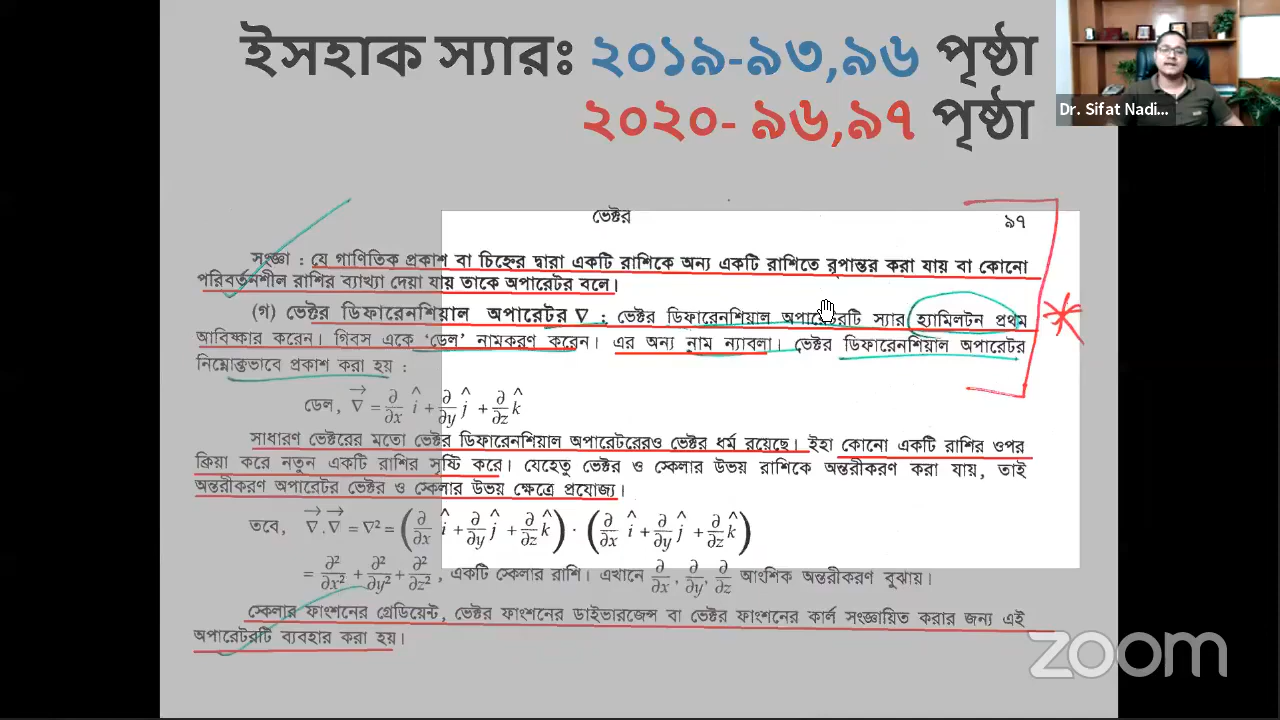 ইসহাক স্যারঃ ২০১৯-৯৩,৯৬ পৃষ্ঠা
২০২০- ৯৬,৯৭ পৃষ্ঠা
Dr. Sifat Nadi...
ভেক্টর ৯৭
সংজ্ঞা : যে গাণিতিক প্রকাশ বা চিহ্নের দ্বারা একটি রাশিকে অন্য একটি রাশিতে রূপান্তর করা যায় বা কোনো
পরিবর্তনশীল রাশির ব্যাখ্যা দেয়া যায় তাকে অপারেটর বলে।
(গ) ভেক্টর ডিফারেনশিয়াল অপারেটর ∇ : ভেক্টর ডিফারেনশিয়াল অপারেটরটি স্যার হ্যামিলটন প্রথম
আবিষ্কার করেন। গিবস একে ‘ডেল’ নামকরণ করেন। এর অন্য নাম ন্যাবলা। ভেক্টর ডিফারেনশিয়াল অপারেটর
নিম্নোক্তভাবে প্রকাশ করা হয় :
ডেল, ∇⃗ = ∂/∂x î + ∂/∂y ĵ + ∂/∂z k̂
সাধারণ ভেক্টরের মতো ভেক্টর ডিফারেনশিয়াল অপারেটরেরও ভেক্টর ধর্ম রয়েছে। ইহা কোনো একটি রাশির ওপর
ক্রিয়া করে নতুন একটি রাশির সৃষ্টি করে। যেহেতু ভেক্টর ও স্কেলার উভয় রাশিকে অন্তরীকরণ করা যায়, তাই
অন্তরীকরণ অপারেটর ভেক্টর ও স্কেলার উভয় ক্ষেত্রে প্রযোজ্য।
তবে, ∇⃗.∇⃗ = ∇² = (∂/∂x î + ∂/∂y ĵ + ∂/∂z k̂) · (∂/∂x î + ∂/∂y ĵ + ∂/∂z k̂)
= ∂²/∂x² + ∂²/∂y² + ∂²/∂z², একটি স্কেলার রাশি। এখানে ∂/∂x, ∂/∂y, ∂/∂z আংশিক অন্তরীকরণ বুঝায়।
স্কেলার ফাংশনের গ্রেডিয়েন্ট, ভেক্টর ফাংশনের ডাইভারজেন্স বা ভেক্টর ফাংশনের কার্ল সংজ্ঞায়িত করার জন্য এই
অপারেটরটি ব্যবহার করা হয়।
zoom